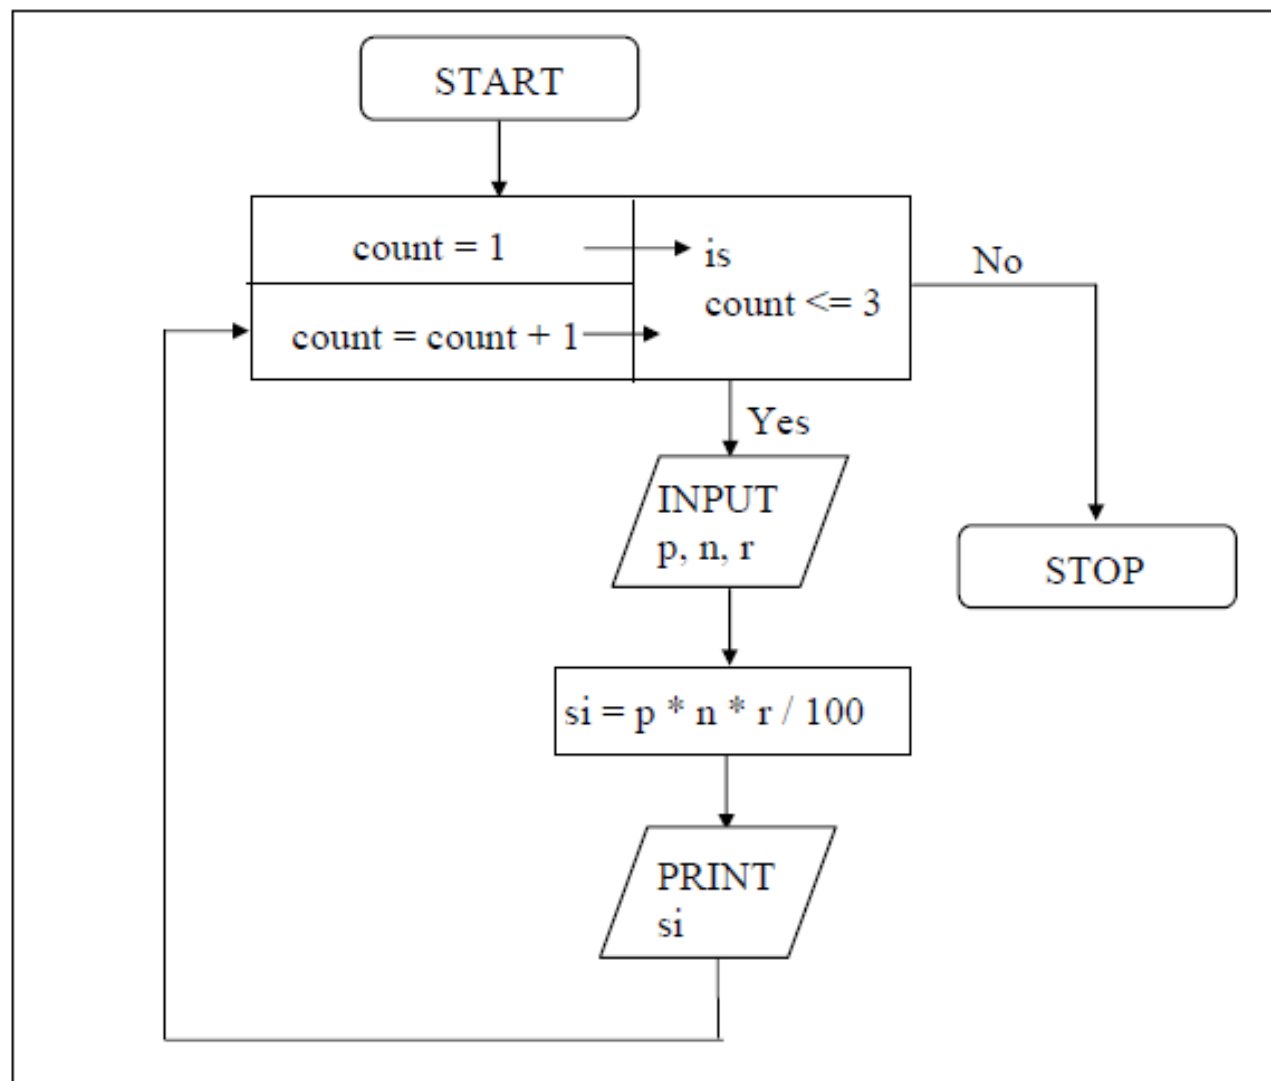 START
count = 1
is
count <= 3
No
count = count + 1
Yes
INPUT
p, n, r
STOP
si = p * n * r / 100
PRINT
si